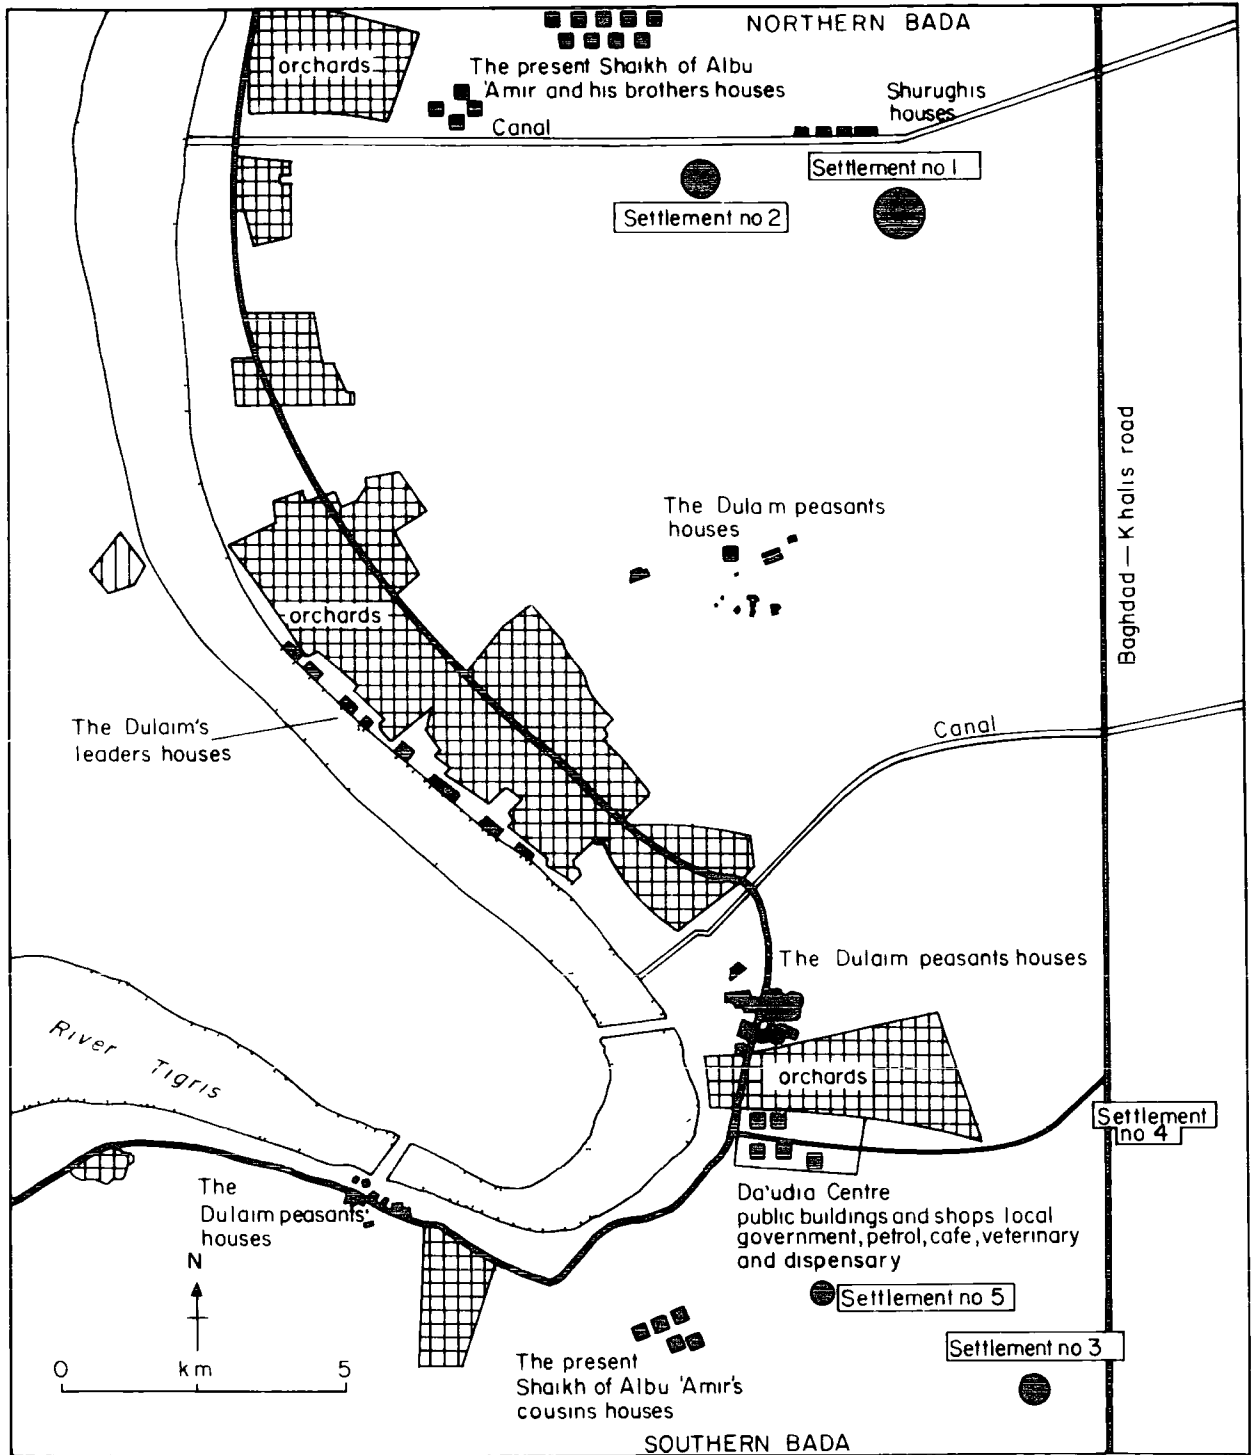 NORTHERN BADA
orchards
The present Shaikh of Albu
'Amir and his brothers houses
Shurughis
houses
Canal
Settlement no 1
Settlement no 2
Baghdad — Khalis road
The Dulaim peasants
houses
orchards
The Dulaim's
leaders houses
Canal
The Dulaim peasants houses
River Tigris
orchards
Settlement
no 4
The
Dulaim peasants'
houses
Da'udia Centre
public buildings and shops local
government, petrol, cafe, veterinary
and dispensary
N
Settlement no 5
Settlement no 3
0 km 5
The present
Shaikh of Albu 'Amir's
cousins houses
SOUTHERN BADA